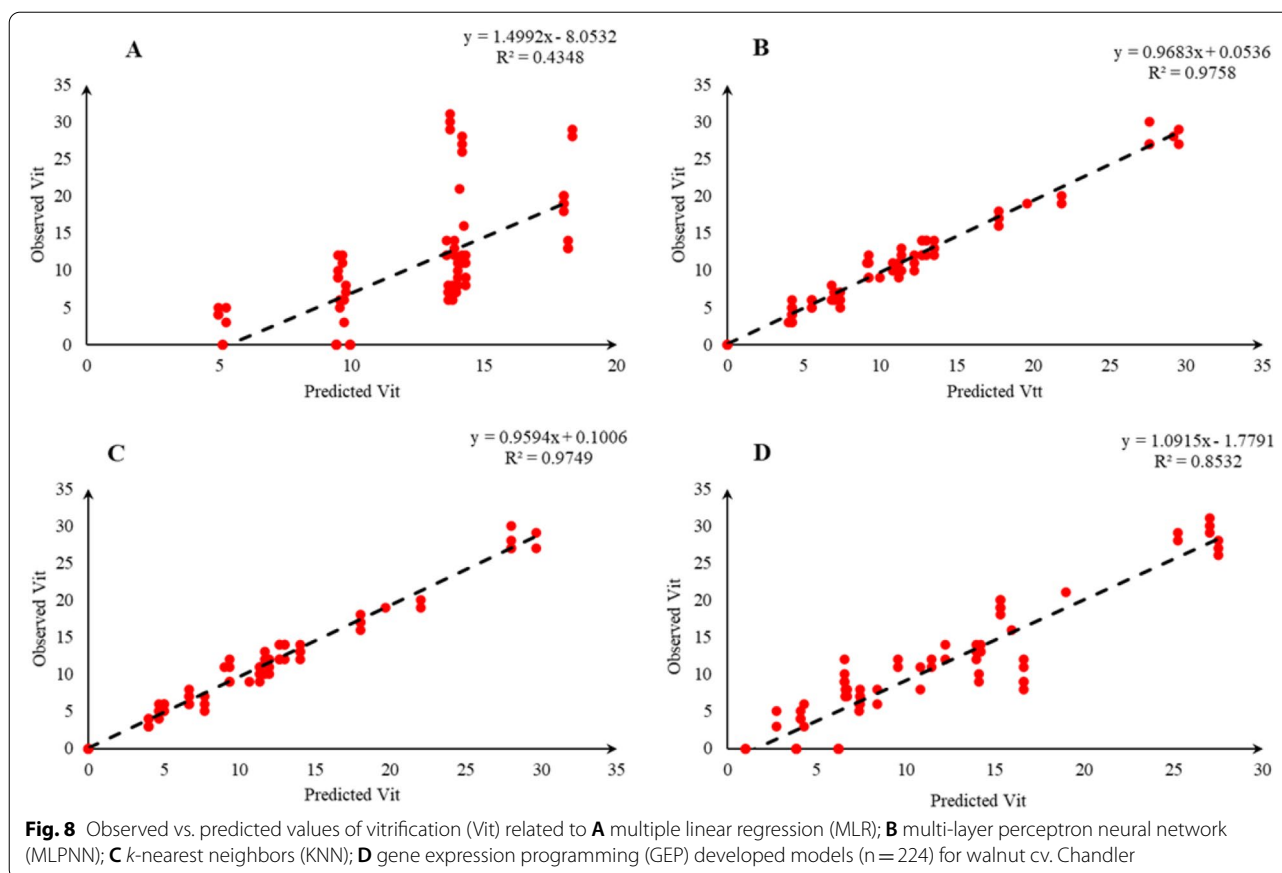 A
y = 1.4992x - 8.0532
R² = 0.4348
35
30
25
20
15
10
5
0
Observed Vit
0 5 10 15 20
Predicted Vit
B
y = 0.9683x + 0.0536
R² = 0.9758
35
30
25
20
15
10
5
0
Observed Vit
0 5 10 15 20 25 30 35
Predicted Vtt
C
y = 0.9594x + 0.1006
R² = 0.9749
35
30
25
20
15
10
5
0
Observed Vit
0 5 10 15 20 25 30 35
Predicted Vit
D
y = 1.0915x - 1.7791
R² = 0.8532
35
30
25
20
15
10
5
0
Observed Vit
0 5 10 15 20 25 30
Predicted Vit
Fig. 8 Observed vs. predicted values of vitrification (Vit) related to A multiple linear regression (MLR); B multi-layer perceptron neural network
(MLPNN); C k-nearest neighbors (KNN); D gene expression programming (GEP) developed models (n = 224) for walnut cv. Chandler